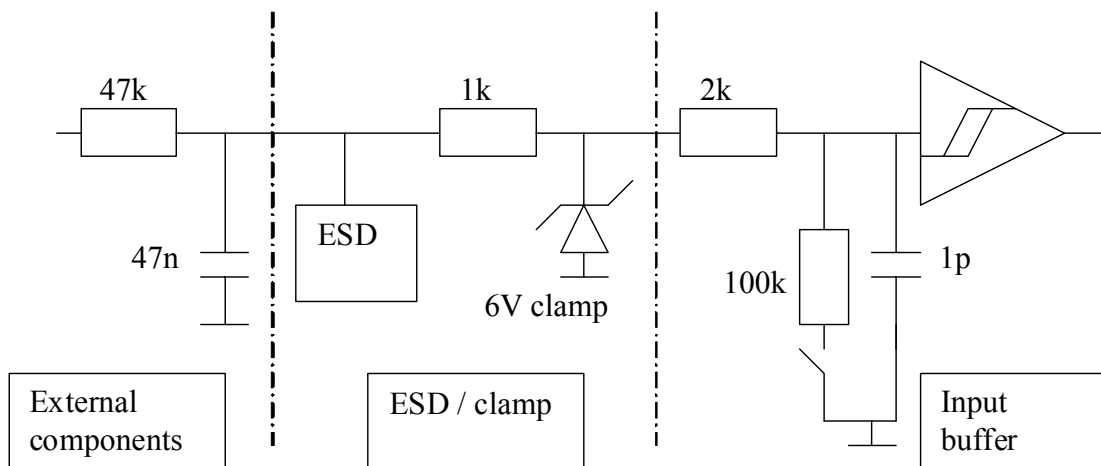 47k
1k
2k
ESD
47n
100k
1p
6V clamp
External
components
ESD / clamp
Input
buffer